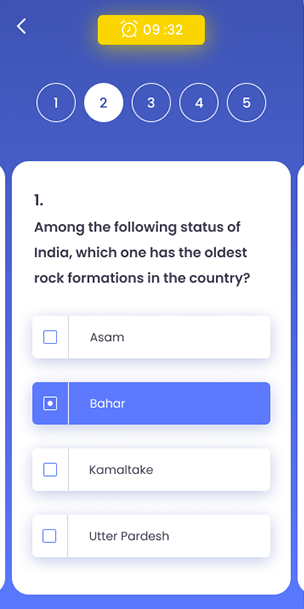 09 :32
1 2 3 4 5
1.
Among the following status of
India, which one has the oldest
rock formations in the country?
Asam
Bahar
Kamaltake
Utter Pardesh